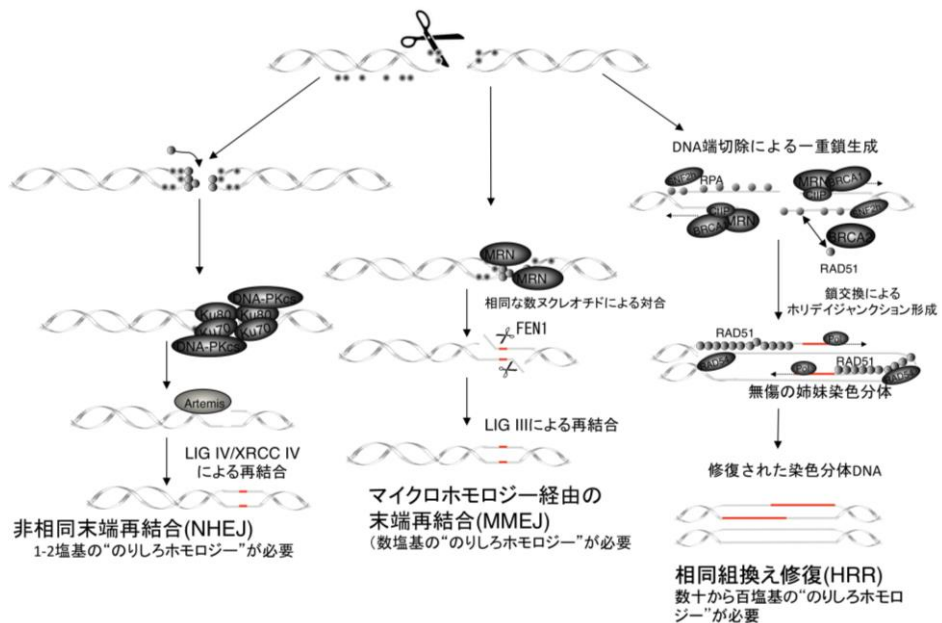 DNA端切除による一重鎖生成
RPA
MRN
BRCA1
CtIP
CtIP
BRCA1
MRN
BRCA2
RAD51
MRN
MRN
相同な数ヌクレオチドによる対合
鎖交換による
ホリデイジャンクション形成
DNA-PKcs
Ku80
Ku80
Ku70
Ku70
DNA-PKcs
FEN1
RAD51
Pol
RAD51
Pol
無傷の姉妹染色分体
Artemis
LIG IV/XRCC IV
による再結合
LIG IIIによる再結合
修復された染色分体DNA
非相同末端再結合(NHEJ)
1-2塩基の“のりしろホモロジー”が必要
マイクロホモロジー経由の
末端再結合(MMEJ)
(数塩基の“のりしろホモロジー”が必要
相同組換え修復(HRR)
数十から百塩基の“のりしろホモロ
ジー”が必要